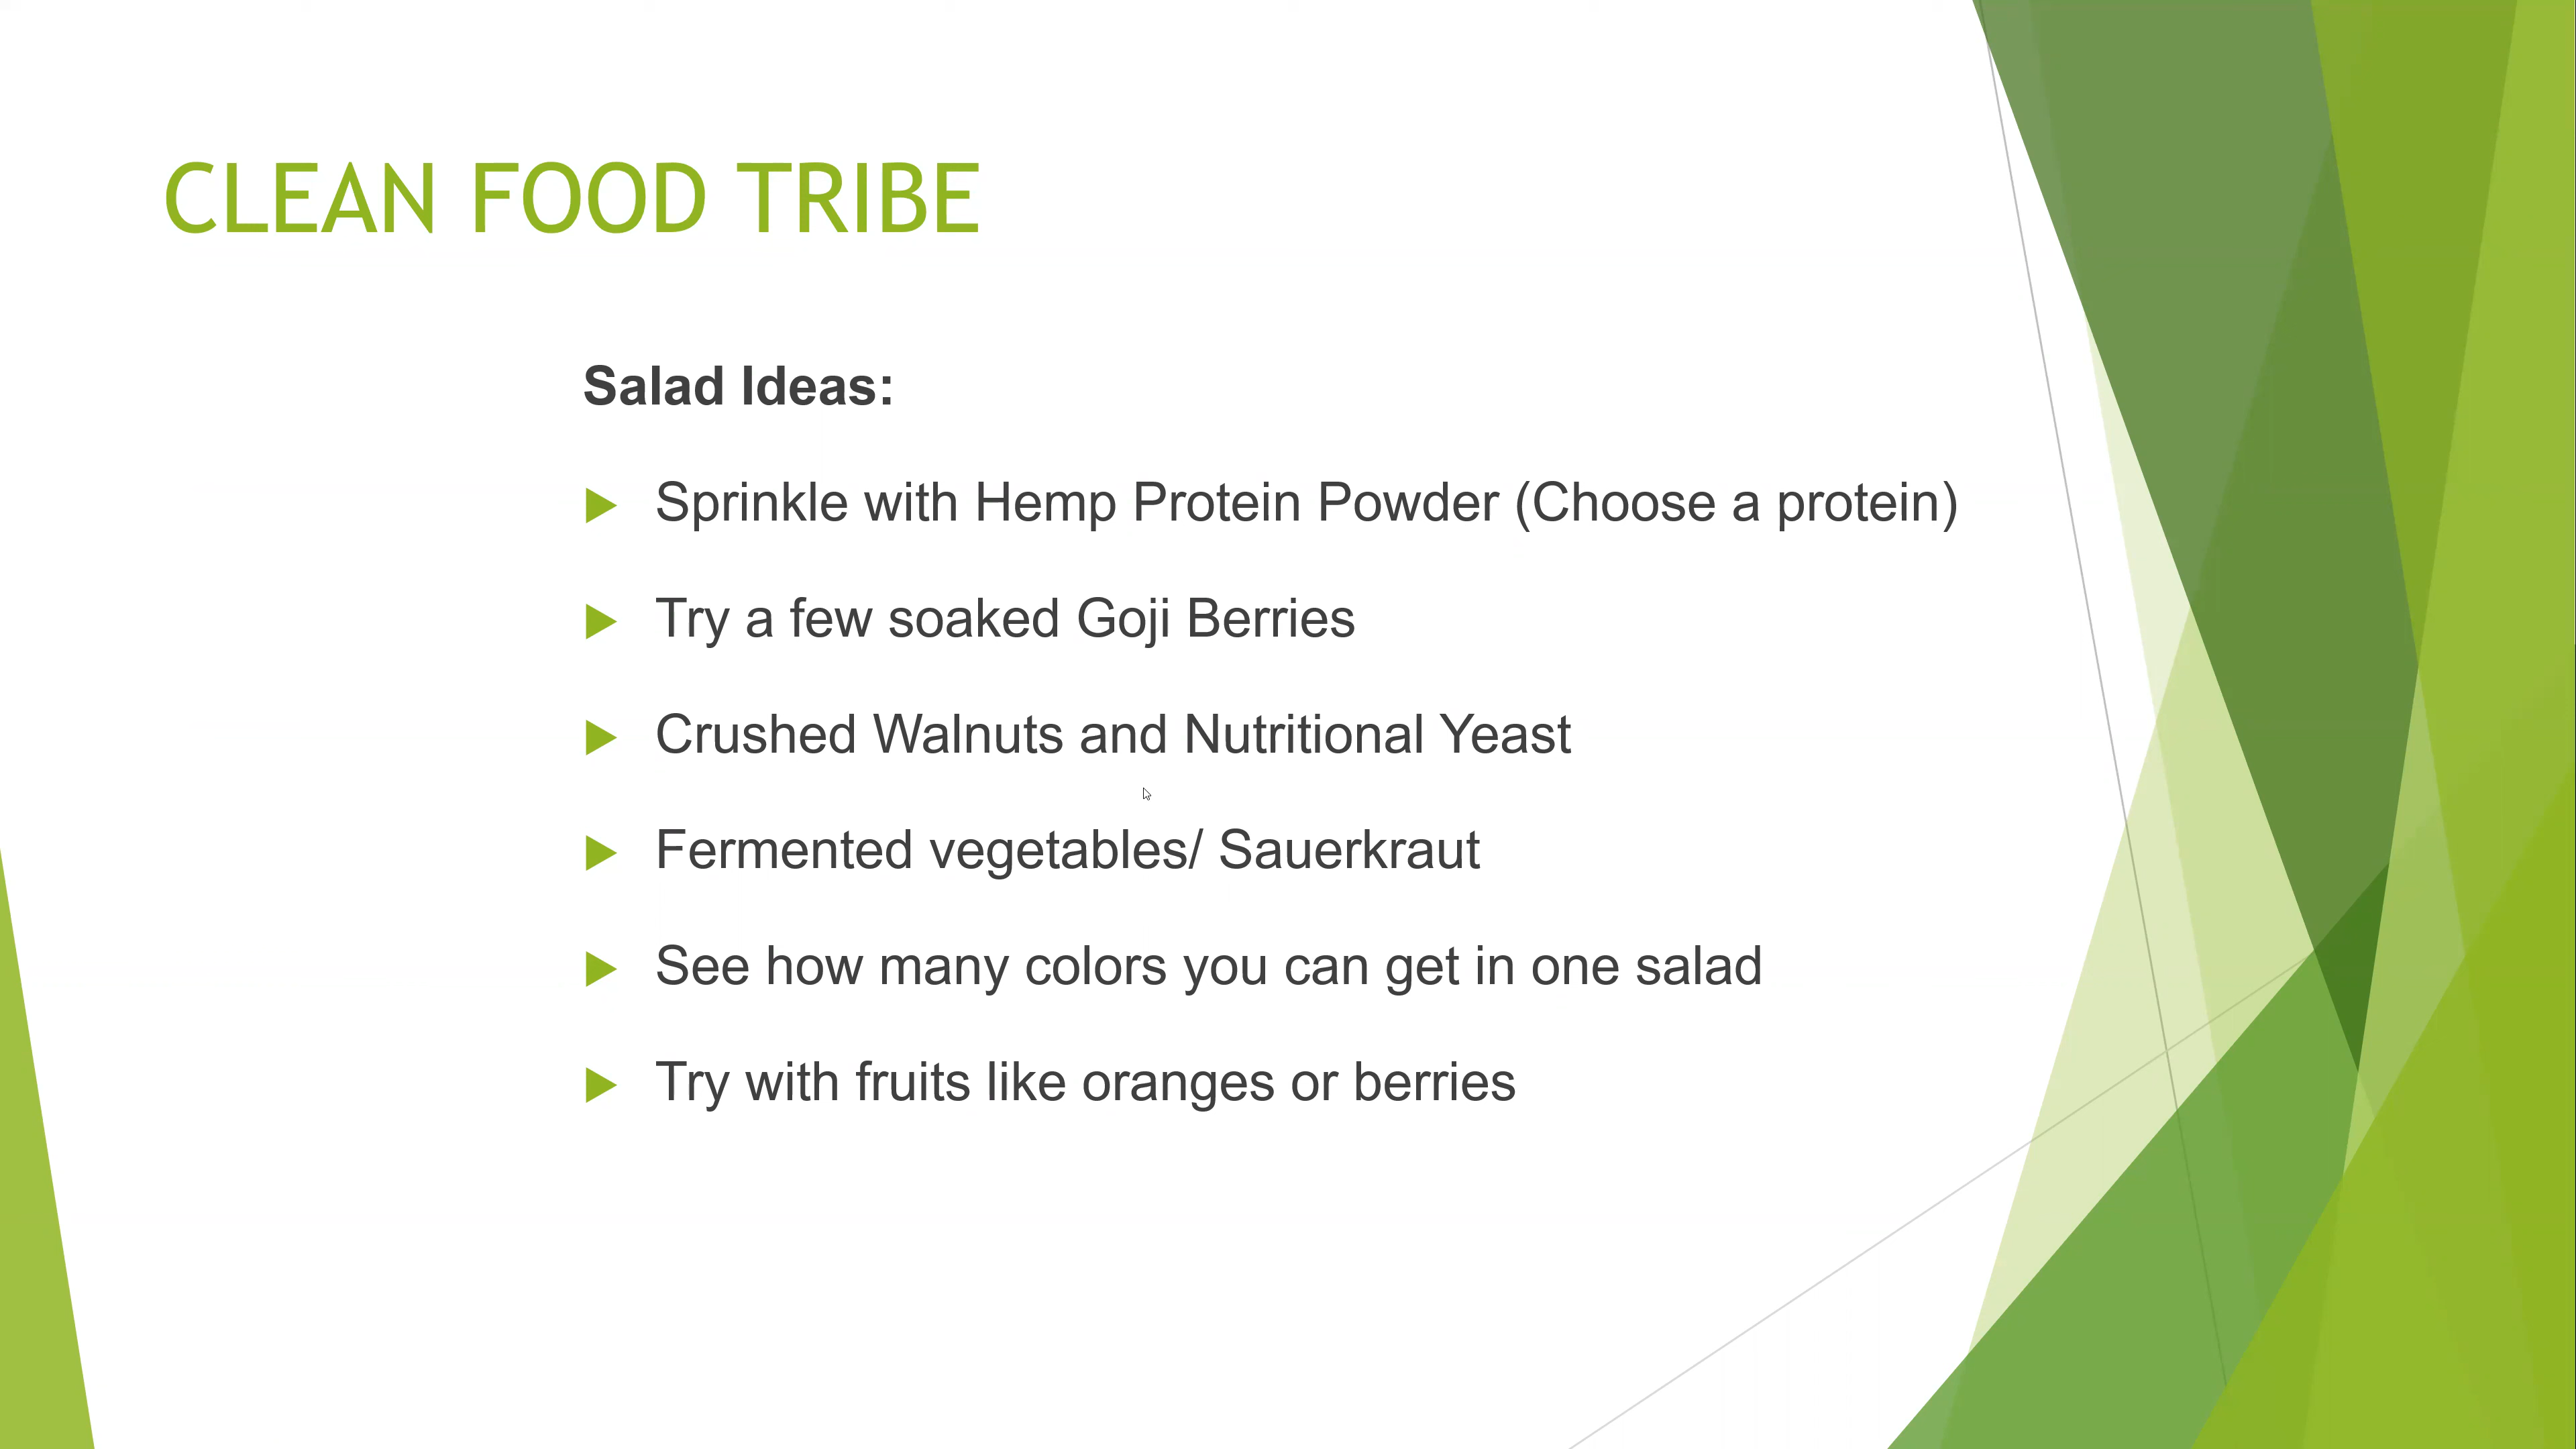 CLEAN FOOD TRIBE
Salad Ideas:
Sprinkle with Hemp Protein Powder (Choose a protein)
Try a few soaked Goji Berries
Crushed Walnuts and Nutritional Yeast
Fermented vegetables/ Sauerkraut
See how many colors you can get in one salad
Try with fruits like oranges or berries